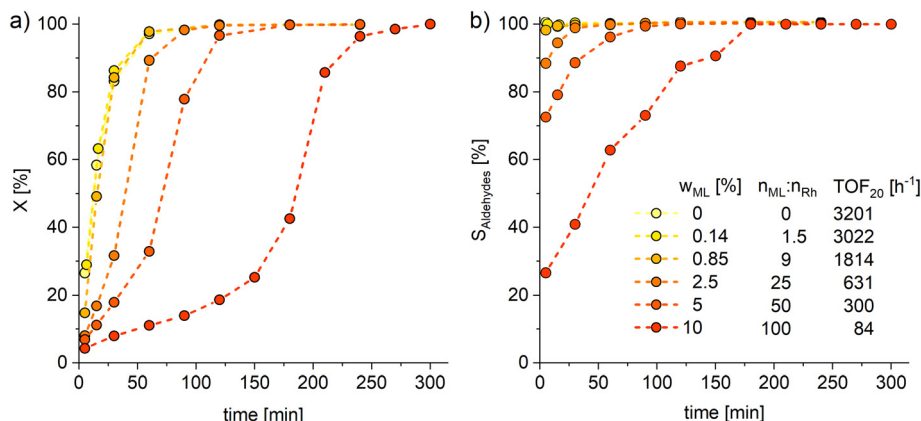 a)
100
80
60
40
20
0
X [%]
0 50 100 150 200 250 300
time [min]
b)
100
80
60
40
20
0
S_Aldehydes [%]
w_ML [%] n_ML:n_Rh TOF_20 [h^-1]
0 0 3201
0.14 1.5 3022
0.85 9 1814
2.5 25 631
5 50 300
10 100 84
0 50 100 150 200 250 300
time [min]